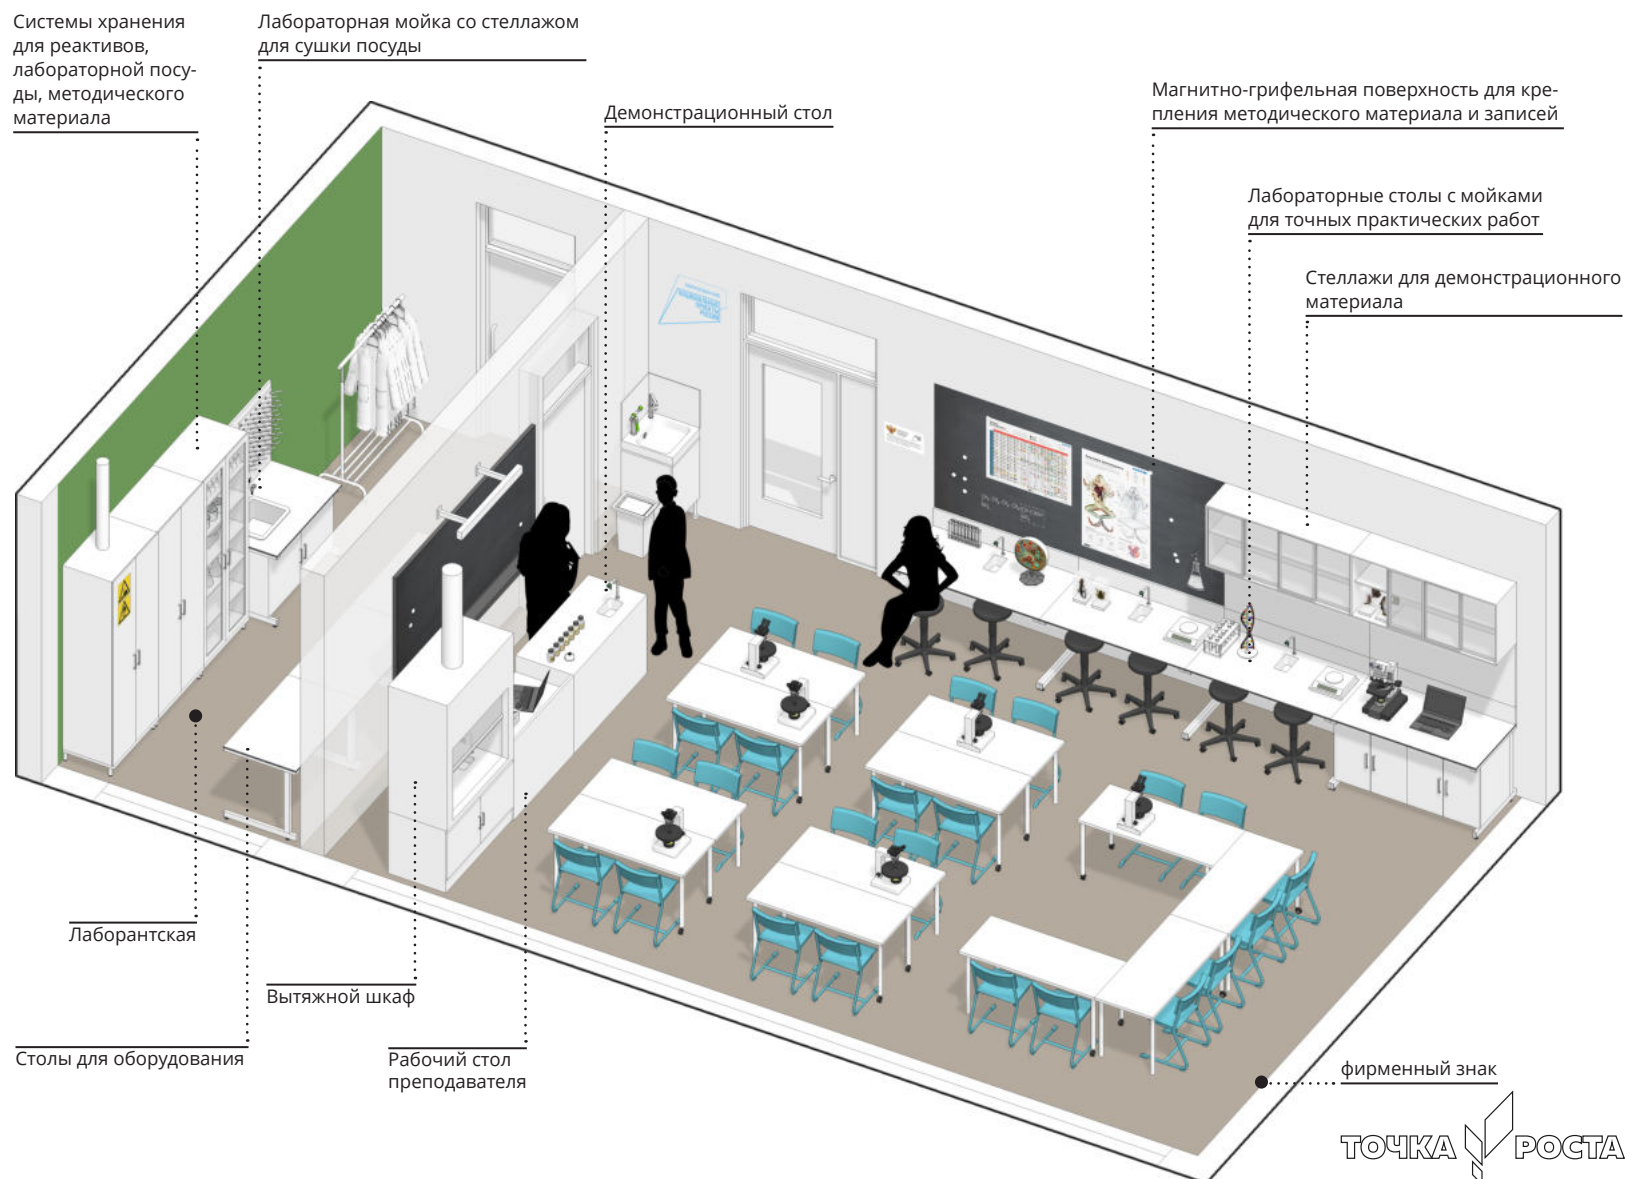 Системы хранения
для реактивов,
лабораторной посу-
ды, методического
материала
Лабораторная мойка со стеллажом
для сушки посуды
Демонстрационный стол
Магнитно-грифельная поверхность для кре-
пления методического материала и записей
Лабораторные столы с мойками
для точных практических работ
Стеллажи для демонстрационного
материала
Лаборантская
Вытяжной шкаф
Столы для оборудования
Рабочий стол
преподавателя
фирменный знак
ТОЧКА РОСТА